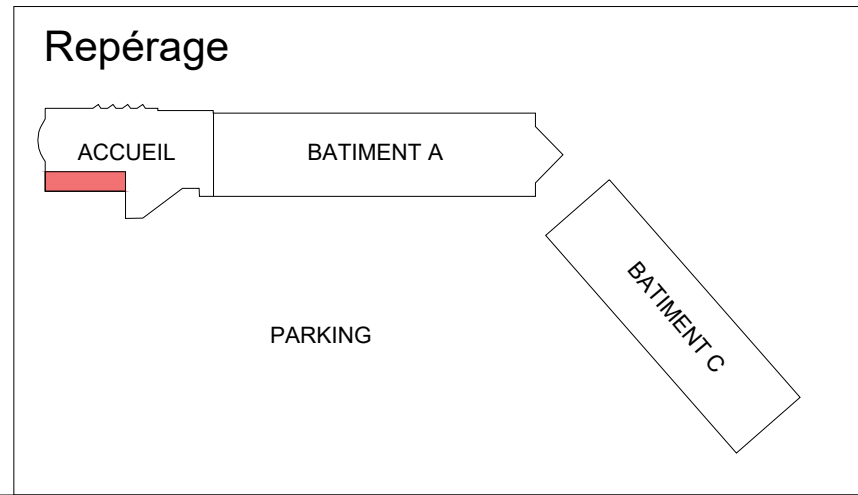 Repérage
ACCUEIL
BATIMENT A
BATIMENT C
PARKING